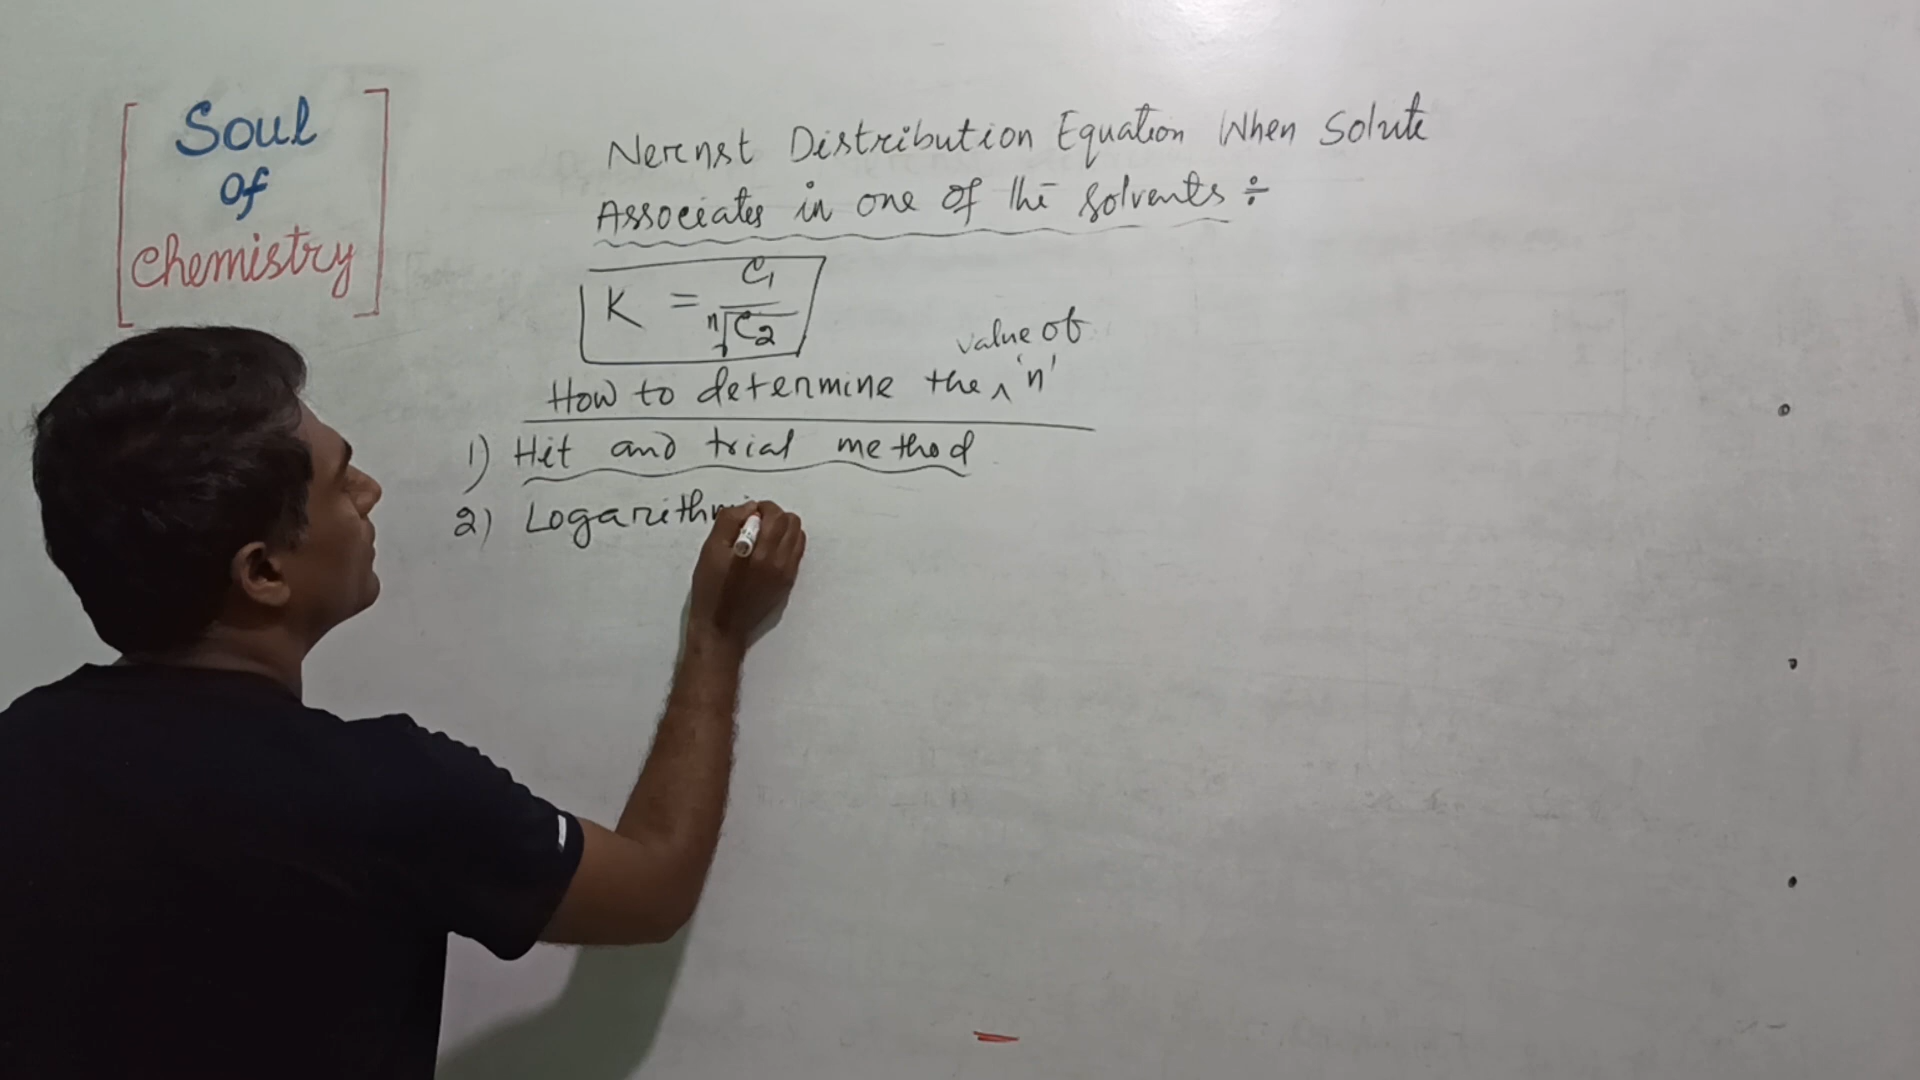 Soul
of
Chemistry
Nernst Distribution Equation When Solute
Associates in one of the Solvents ÷
K = C₁ / ⁿ√C₂
value of
How to determine the ^ 'n'
1) Hit and trial method
2) Logarithmi